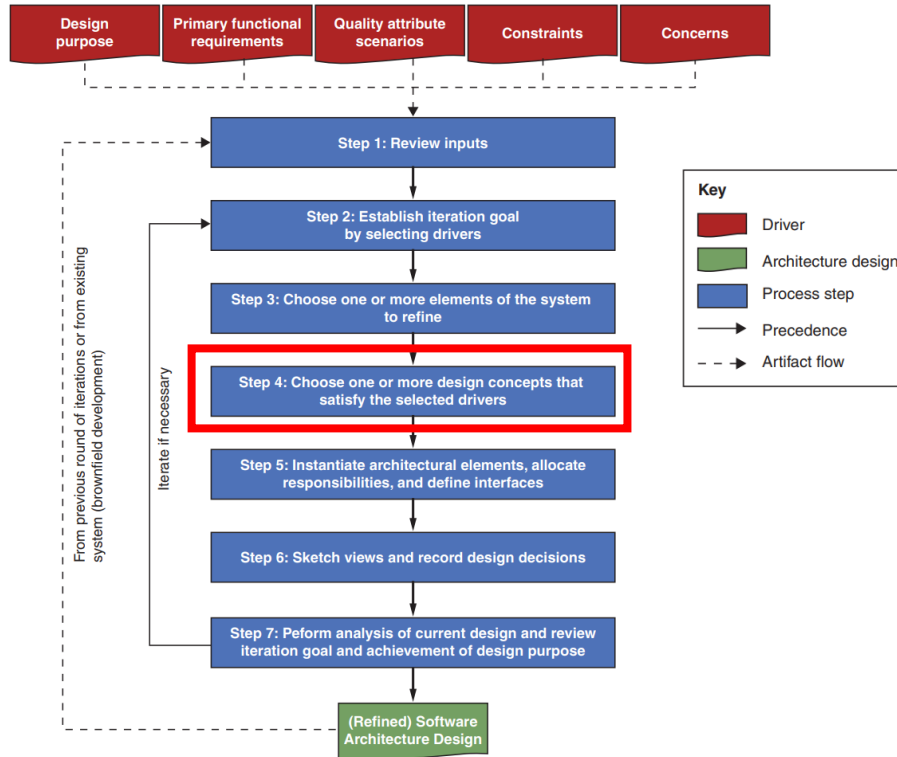 Design
purpose
Primary functional
requirements
Quality attribute
scenarios
Constraints
Concerns
Step 1: Review inputs
Step 2: Establish iteration goal
by selecting drivers
Step 3: Choose one or more elements of the system
to refine
Step 4: Choose one or more design concepts that
satisfy the selected drivers
Step 5: Instantiate architectural elements, allocate
responsibilities, and define interfaces
Step 6: Sketch views and record design decisions
Step 7: Peform analysis of current design and review
iteration goal and achievement of design purpose
(Refined) Software
Architecture Design
From previous round of iterations or from existing
system (brownfield development)
Iterate if necessary
Key
Driver
Architecture design
Process step
Precedence
Artifact flow